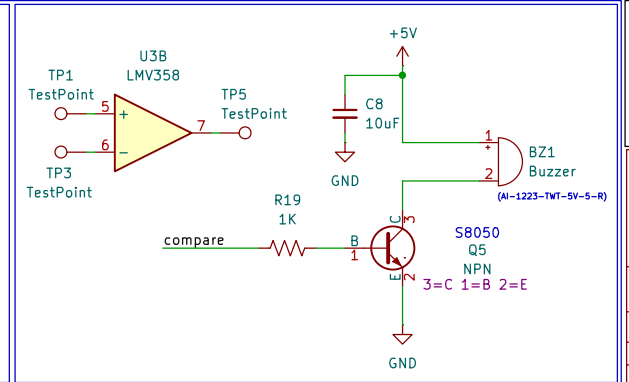 U3B
LMV358
TP1
TestPoint
5
+
6
−
7
TP5
TestPoint
TP3
TestPoint
+5V
C8
10uF
GND
1
+
2
BZ1
Buzzer
(AI-1223-TWT-5V-5-R)
R19
1K
compare
B
1
C
3
E
2
S8050
Q5
NPN
3=C 1=B 2=E
GND